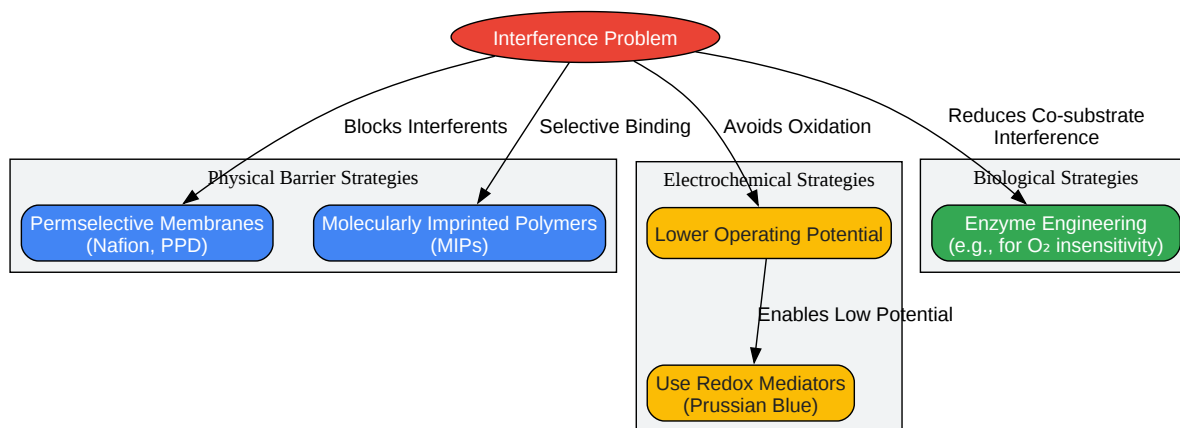 Interference Problem
Blocks Interferents
Selective Binding
Avoids Oxidation
Reduces Co-substrate
Interference
Physical Barrier Strategies
Permselective Membranes
(Nafion, PPD)
Molecularly Imprinted Polymers
(MIPs)
Electrochemical Strategies
Lower Operating Potential
Enables Low Potential
Use Redox Mediators
(Prussian Blue)
Biological Strategies
Enzyme Engineering
(e.g., for O₂ insensitivity)